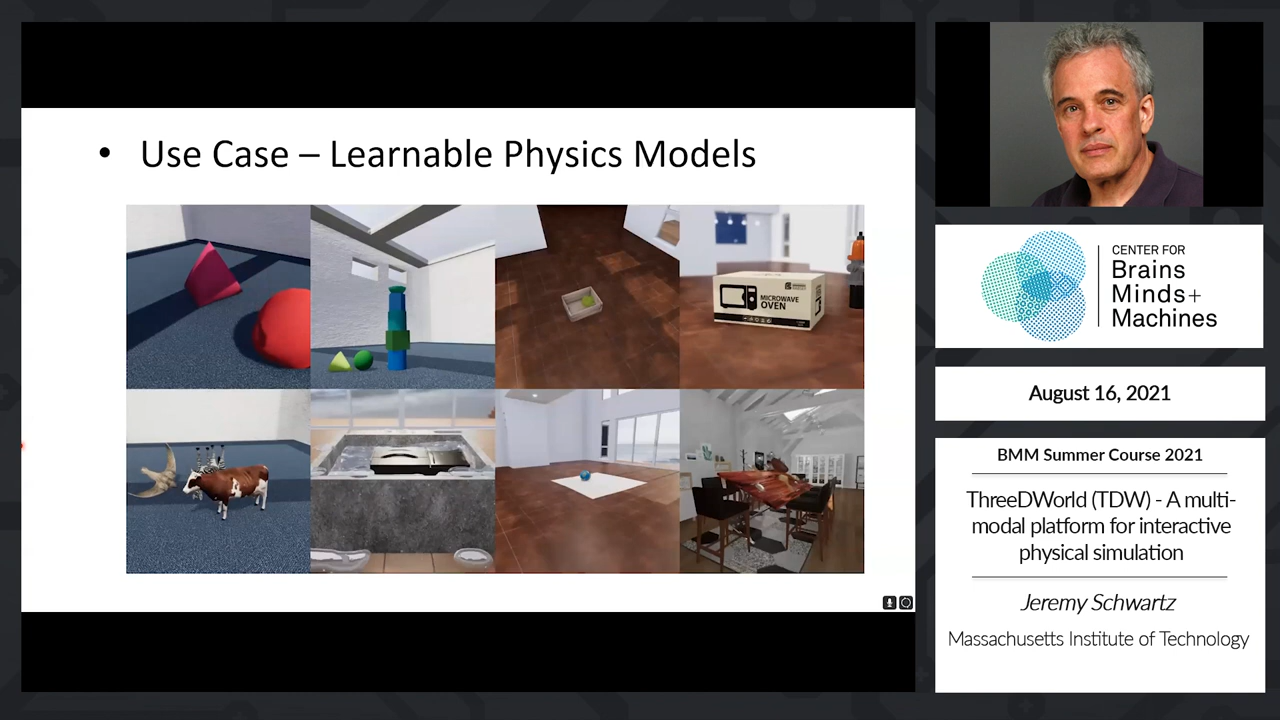 • Use Case – Learnable Physics Models
MICROWAVE
OVEN
CENTER FOR
Brains
Minds+
Machines
August 16, 2021
BMM Summer Course 2021
ThreeDWorld (TDW) - A multi-
modal platform for interactive
physical simulation
Jeremy Schwartz
Massachusetts Institute of Technology